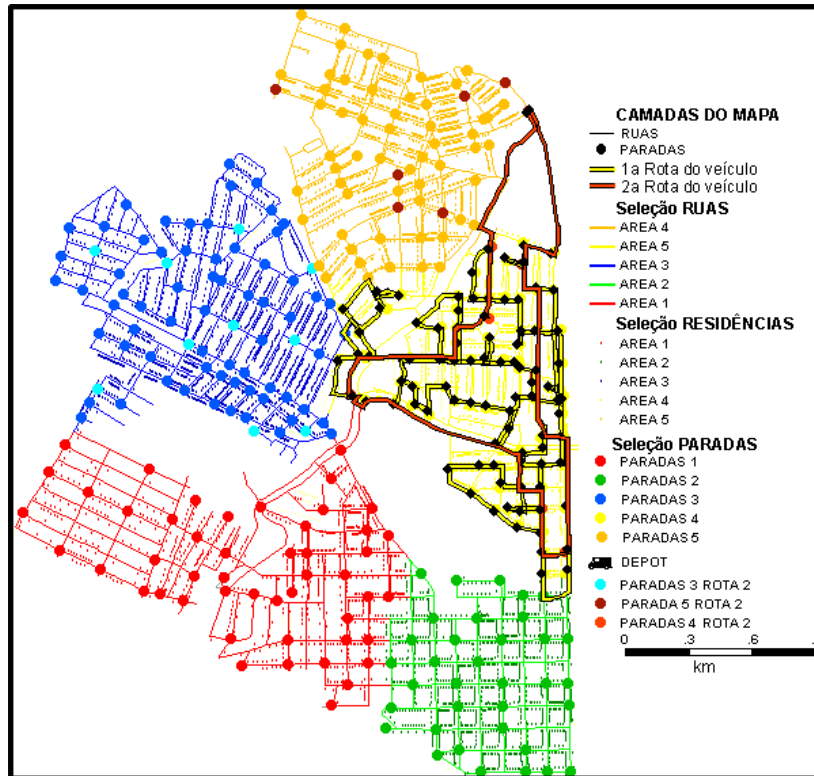 CAMADAS DO MAPA
RUAS
PARADAS
1a Rota do veículo
2a Rota do veículo
Seleção RUAS
AREA 4
AREA 5
AREA 3
AREA 2
AREA 1
Seleção RESIDÊNCIAS
AREA 1
AREA 2
AREA 3
AREA 4
AREA 5
Seleção PARADAS
PARADAS 1
PARADAS 2
PARADAS 3
PARADAS 4
PARADAS 5
DEPOT
PARADAS 3 ROTA 2
PARADA 5 ROTA 2
PARADAS 4 ROTA 2
0 .3 .6
km